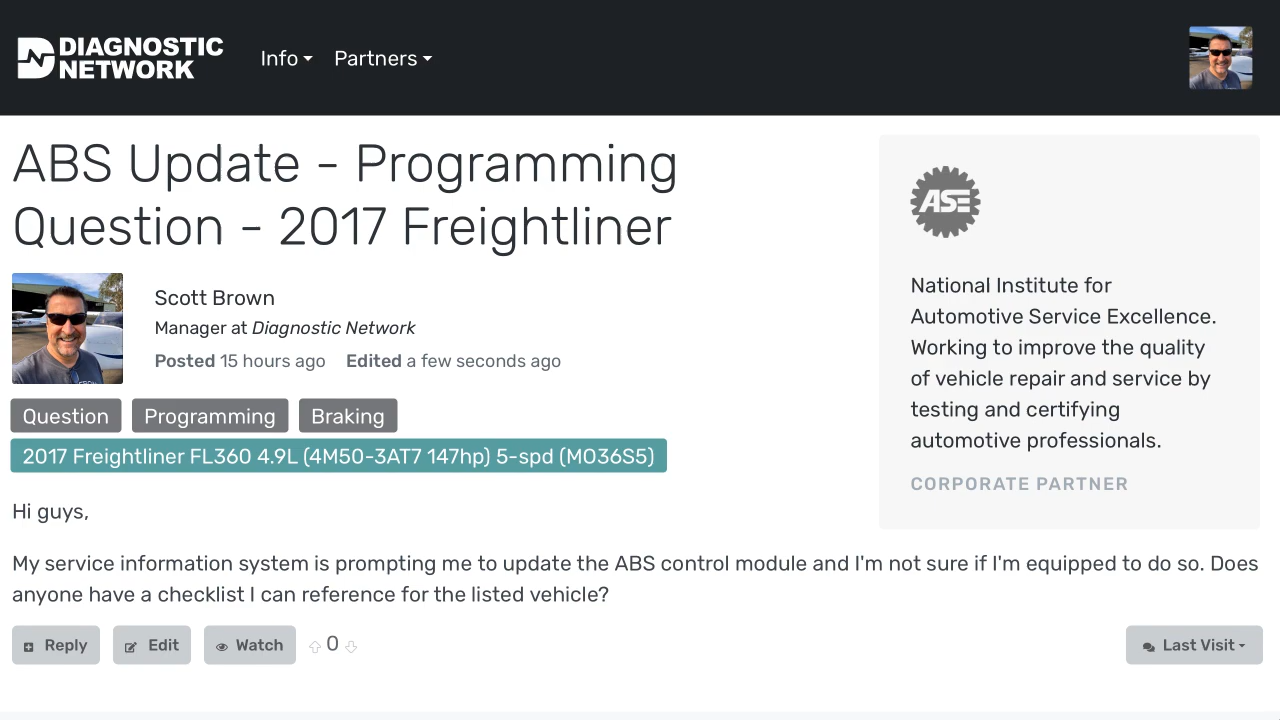 DIAGNOSTIC
NETWORK
Info
Partners
ABS Update - Programming
Question - 2017 Freightliner
Scott Brown
Manager at Diagnostic Network
Posted 15 hours ago Edited a few seconds ago
Question Programming Braking
2017 Freightliner FL360 4.9L (4M50-3AT7 147hp) 5-spd (MO36S5)
ASE
National Institute for
Automotive Service Excellence.
Working to improve the quality
of vehicle repair and service by
testing and certifying
automotive professionals.
CORPORATE PARTNER
Hi guys,
My service information system is prompting me to update the ABS control module and I'm not sure if I'm equipped to do so. Does
anyone have a checklist I can reference for the listed vehicle?
Reply Edit Watch 0 Last Visit